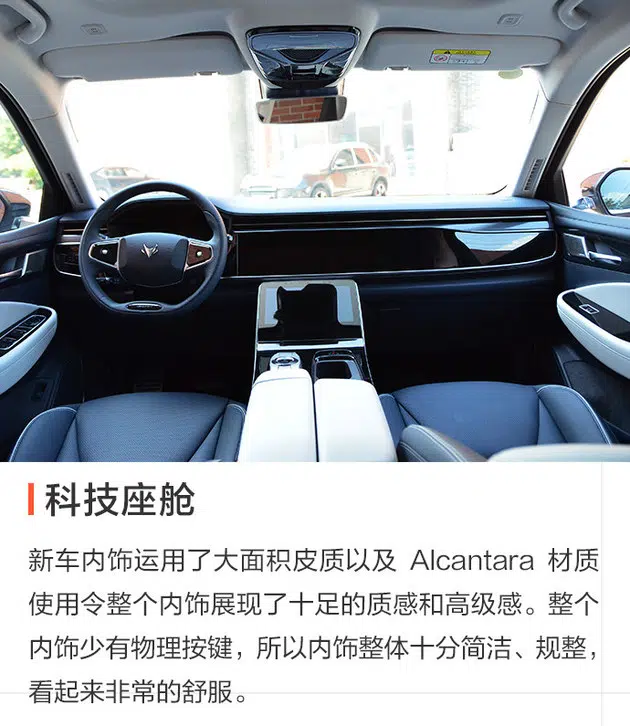 科技座舱
新车内饰运用了大面积皮质以及 Alcantara 材质
使用令整个内饰展现了十足的质感和高级感。整个
内饰少有物理按键，所以内饰整体十分简洁、规整，
看起来非常的舒服。